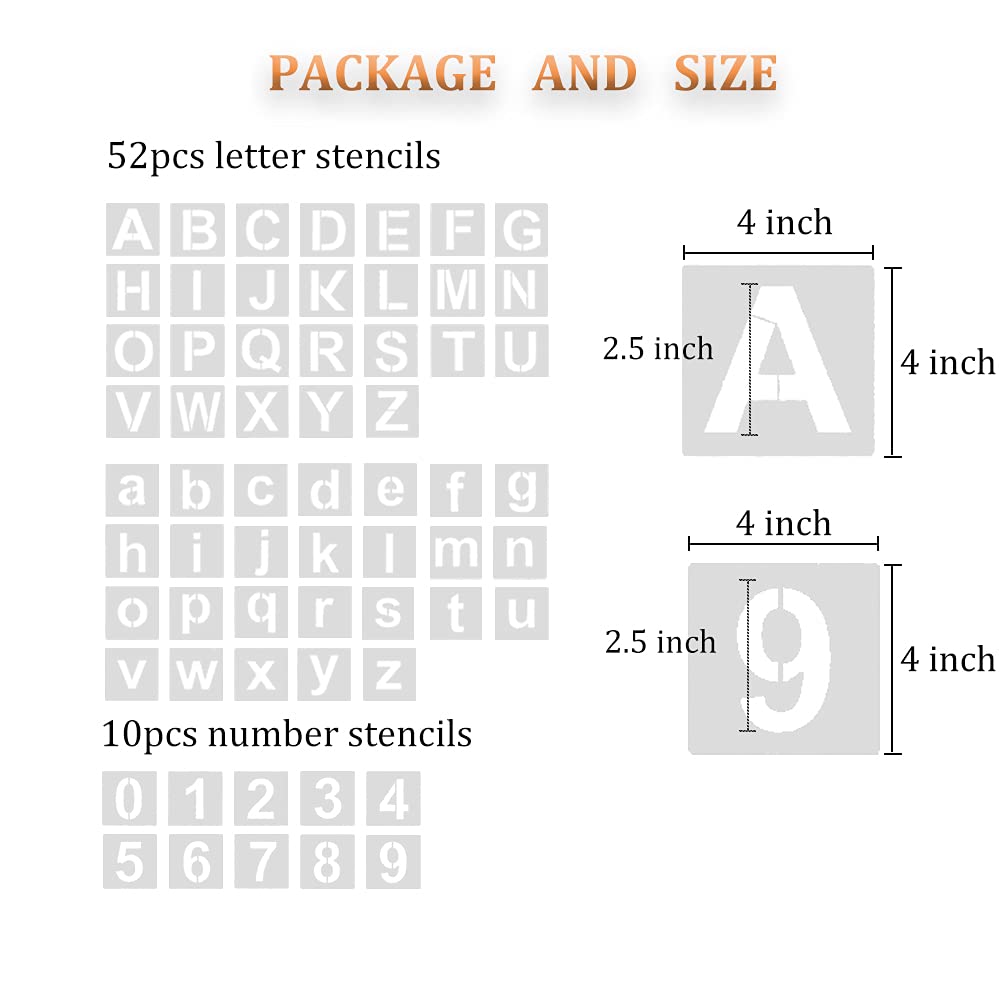 PACKAGE AND SIZE
52pcs letter stencils
A B C D E F G
H I J K L M N
O P Q R S T U
V W X Y Z
a b c d e f g
h i j k l m n
o p q r s t u
v w x y z
10pcs number stencils
0 1 2 3 4
5 6 7 8 9
4 inch
A
2.5 inch
4 inch
4 inch
9
2.5 inch
4 inch